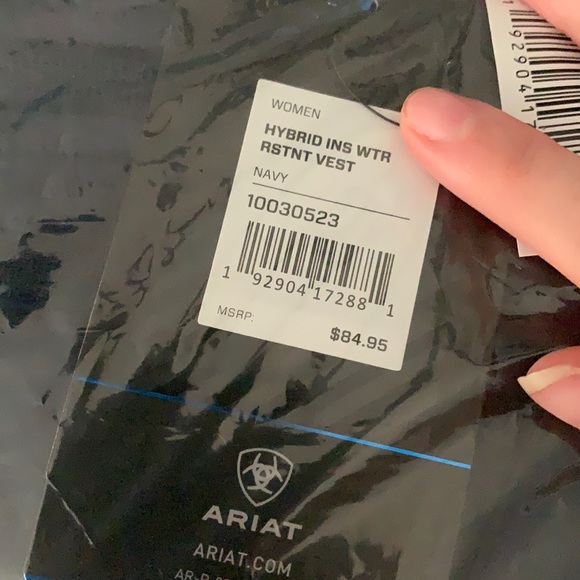 WOMEN
HYBRID INS WTR
RSTNT VEST
NAVY
10030523
1 92904 17288 1
MSRP: $84.95
ARIAT
ARIAT.COM